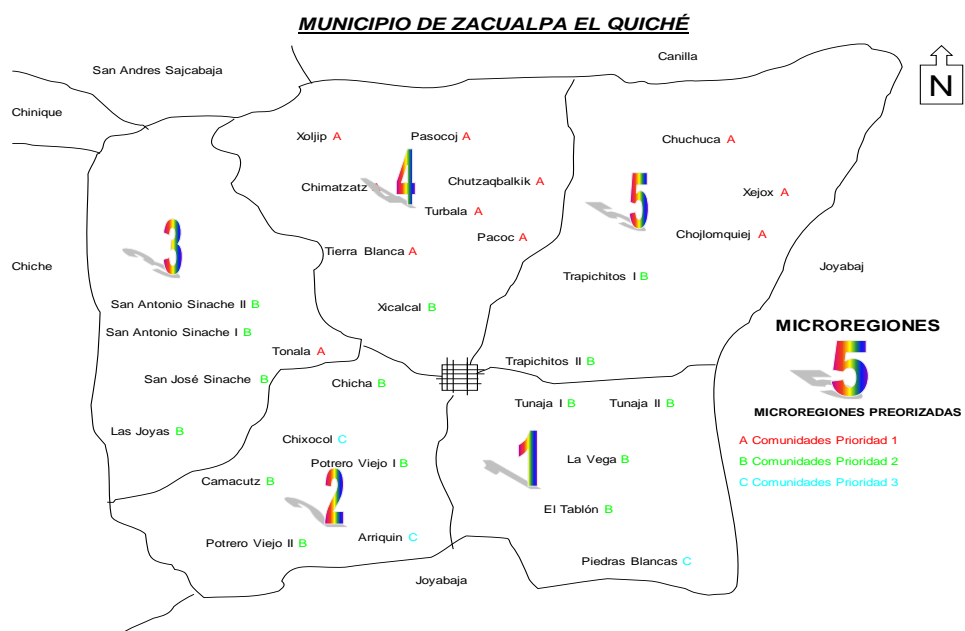 MUNICIPIO DE ZACUALPA EL QUICHÉ
Canilla
San Andres Sajcabaja
N
Chinique
Xoljip A
Pasocoj A
Chuchuca A
4
Chutzaqbalkik A
Chimatzatz
5
Xejox A
Turbala A
3
Pacoc A
Chojlomquiej A
Tierra Blanca A
Chiche
Joyabaj
Trapichitos I B
San Antonio Sinache II B
Xicalcal B
San Antonio Sinache I B
MICROREGIONES
Tonala A
Trapichitos II B
5
San José Sinache B
Chicha B
Tunaja I B
Tunaja II B
MICROREGIONES PREORIZADAS
Las Joyas B
Chixocol C
A Comunidades Prioridad 1
1
La Vega B
Potrero Viejo I B
B Comunidades Prioridad 2
Camacutz B
2
C Comunidades Prioridad 3
El Tablón B
Potrero Viejo II B
Arriquin C
Piedras Blancas C
Joyabaja